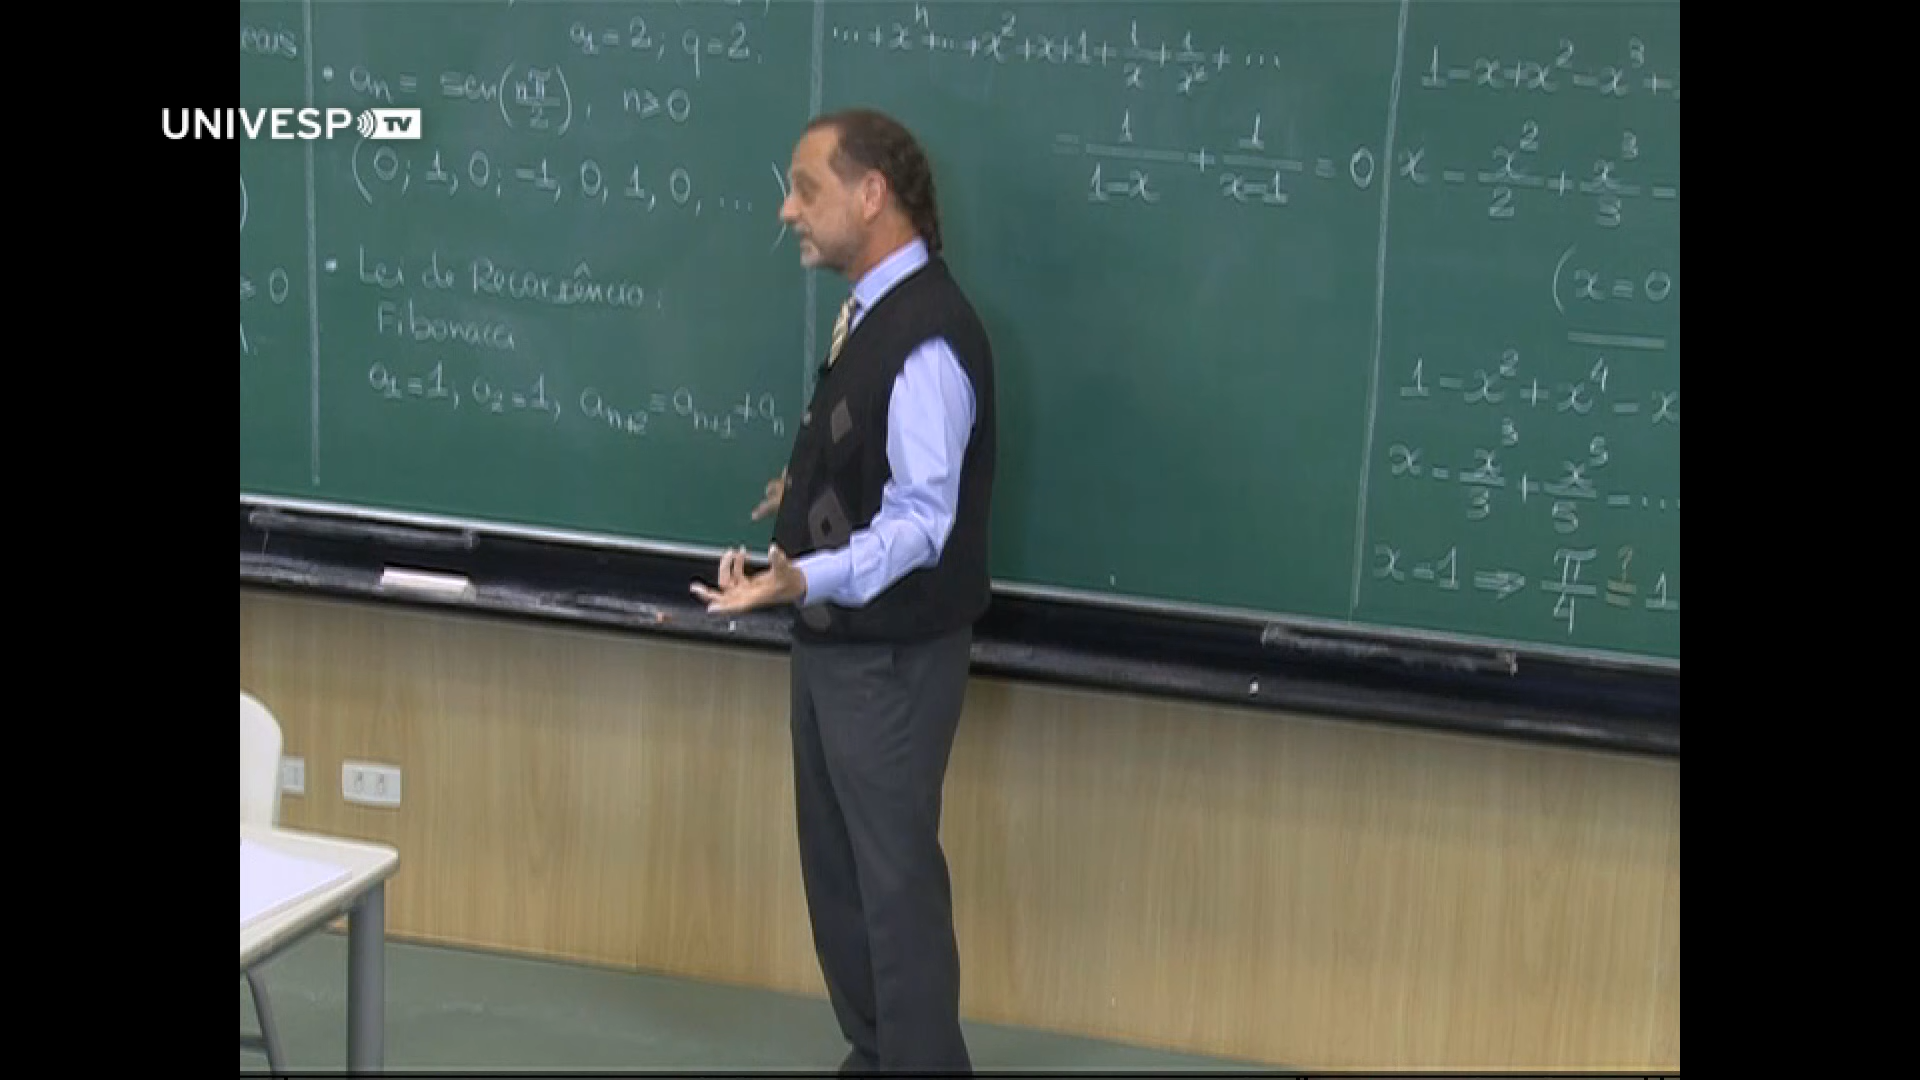 UNIVESP TV
eais
≥ 0
a₁ = 2; q = 2.
• aₙ = sen(nπ/2), n ≥ 0
(0; 1, 0; -1, 0, 1, 0, ... )
• Lei de Recorrência:
Fibonacci
a₁ = 1, a₂ = 1, aₙ₊₂ = aₙ₊₁ + aₙ
... + xⁿ + ... + x² + x + 1 + 1/x + 1/x² + ...
= 1/(1-x) + 1/(x-1) = 0
1 - x + x² - x³ +
x - x²/2 + x³/3 -
(x = 0
1 - x² + x⁴ - x
x - x³/3 + x⁵/5 - ...
x = 1 ⇒ π/4 ?= 1